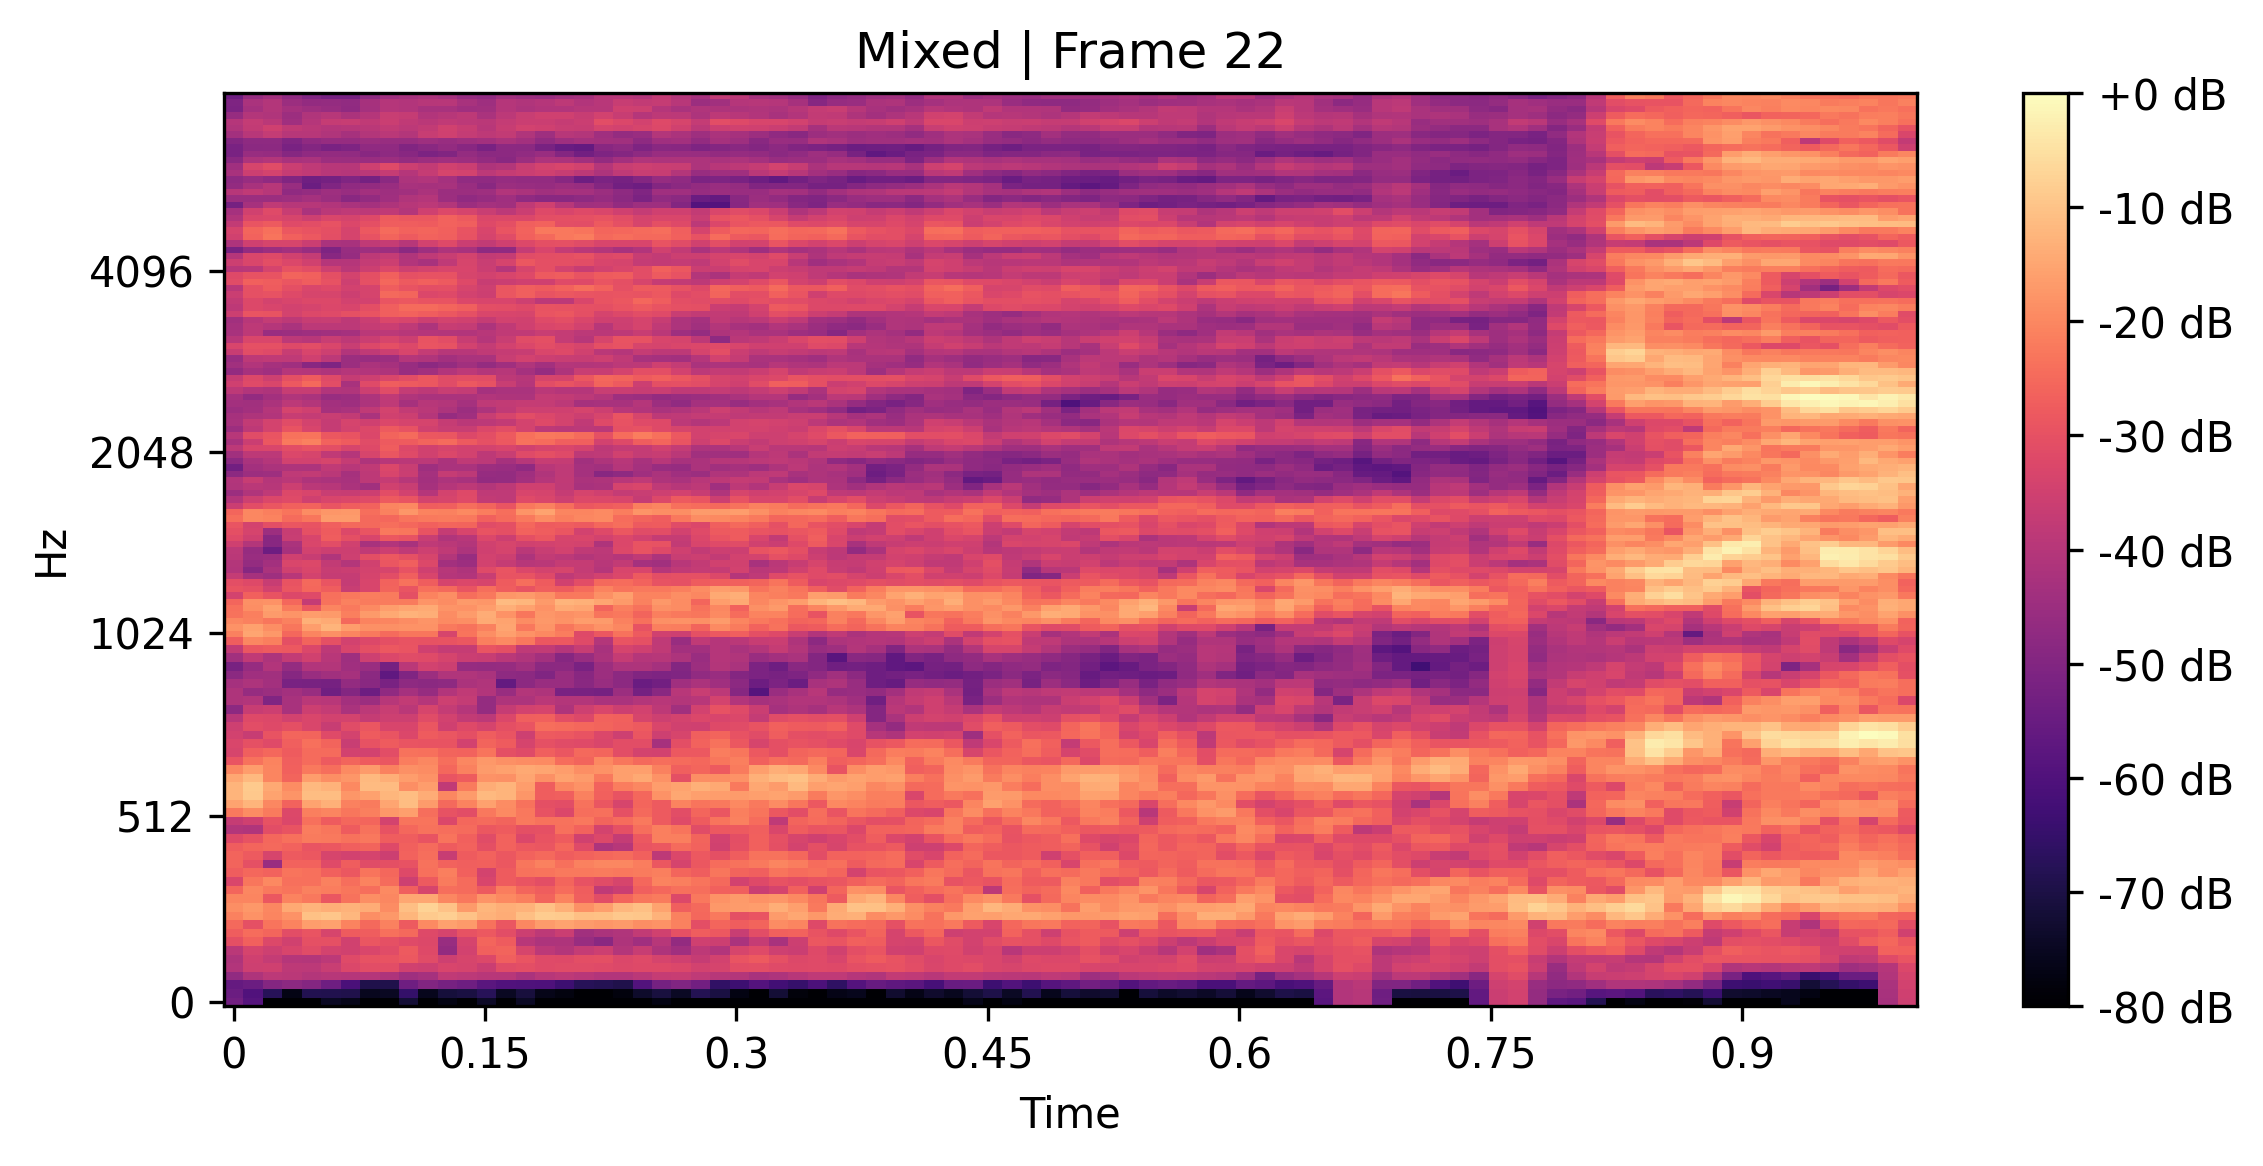 Mixed | Frame 22
Hz
4096
2048
1024
512
0
0 0.15 0.3 0.45 0.6 0.75 0.9
Time
+0 dB
-10 dB
-20 dB
-30 dB
-40 dB
-50 dB
-60 dB
-70 dB
-80 dB